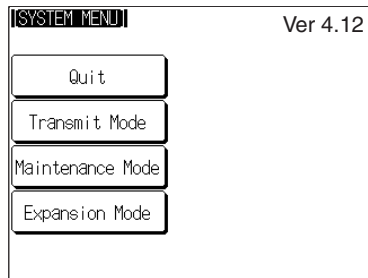 [SYSTEM MENU]
Ver 4.12
Quit
Transmit Mode
Maintenance Mode
Expansion Mode